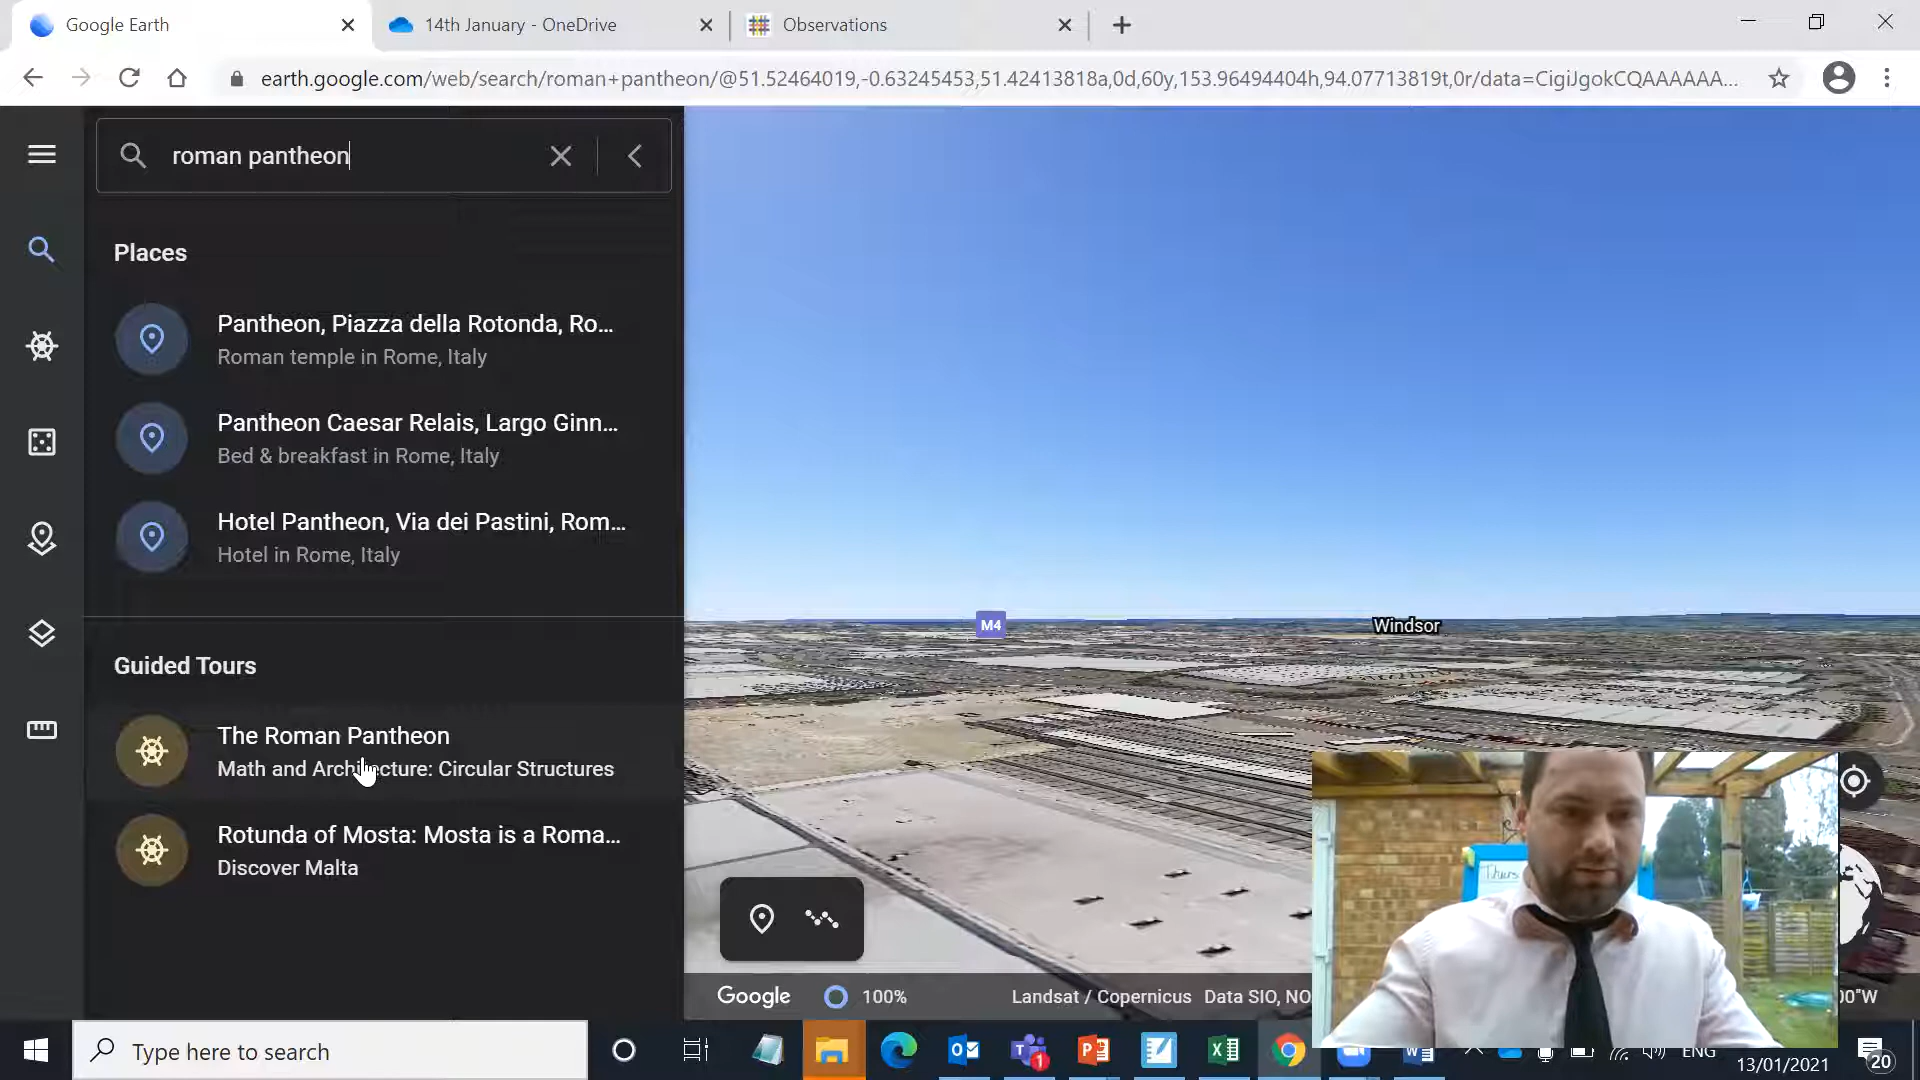 Google Earth
14th January - OneDrive
Observations
earth.google.com/web/search/roman+pantheon/@51.52464019,-0.63245453,51.42413818a,0d,60y,153.96494404h,94.07713819t,0r/data=CigiJgokCQAAAAAA...
roman pantheon
Places
Pantheon, Piazza della Rotonda, Ro...
Roman temple in Rome, Italy
Pantheon Caesar Relais, Largo Ginn...
Bed & breakfast in Rome, Italy
Hotel Pantheon, Via dei Pastini, Rom...
Hotel in Rome, Italy
Guided Tours
The Roman Pantheon
Math and Architecture: Circular Structures
Rotunda of Mosta: Mosta is a Roma...
Discover Malta
M4
Windsor
Thurs
Google
100%
Landsat / Copernicus Data SIO, NO
00"W
Type here to search
ENG
13/01/2021
20
1